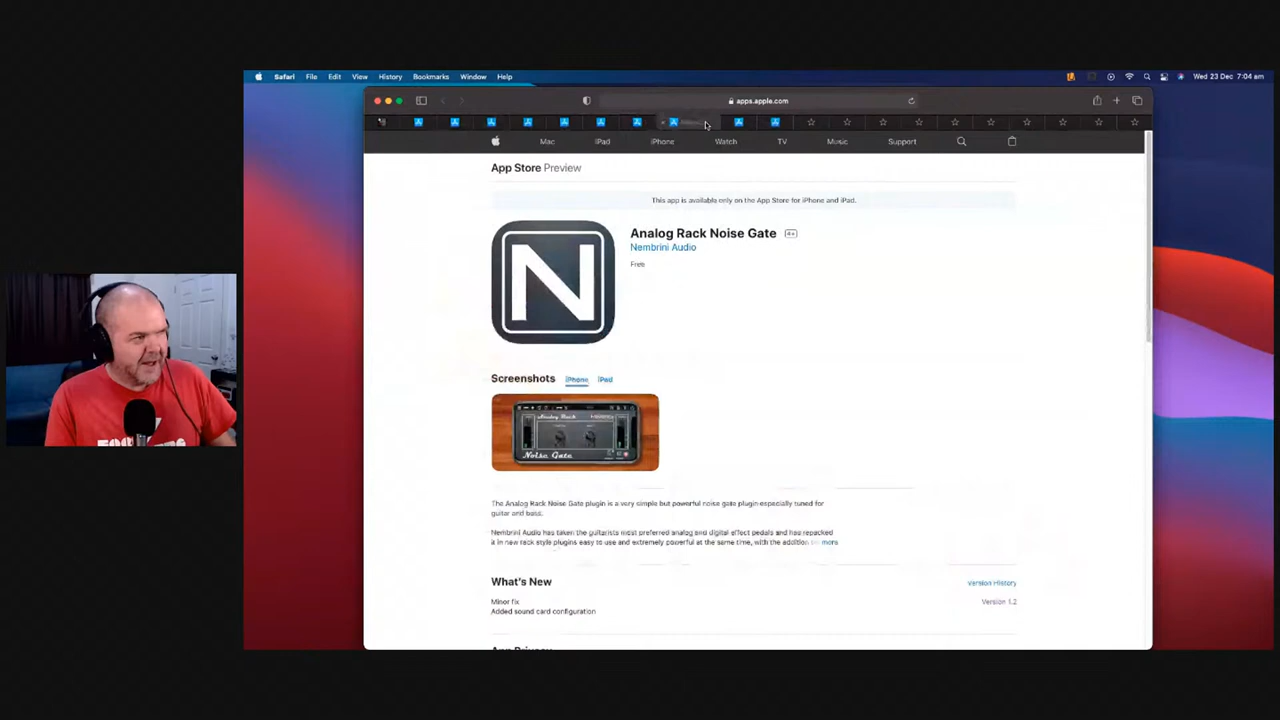 Safari File Edit View History Bookmarks Window Help
Wed 23 Dec 7:04 am
apps.apple.com
Mac iPad iPhone Watch TV Music Support
App Store Preview
This app is available only on the App Store for iPhone and iPad.
Analog Rack Noise Gate 4+
Nembrini Audio
Free
N
Screenshots iPhone iPad
Analog Rack
Noise Gate
The Analog Rack Noise Gate plugin is a very simple but powerful noise gate plugin especially tuned for
guitar and bass.
Nembrini Audio has taken the guitarists most preferred analog and digital effect pedals and has repacked
it in new rack style plugins easy to use and extremely powerful at the same time, with the addition more
What's New
Version History
Minor fix
Version 1.2
Added sound card configuration
App Privacy